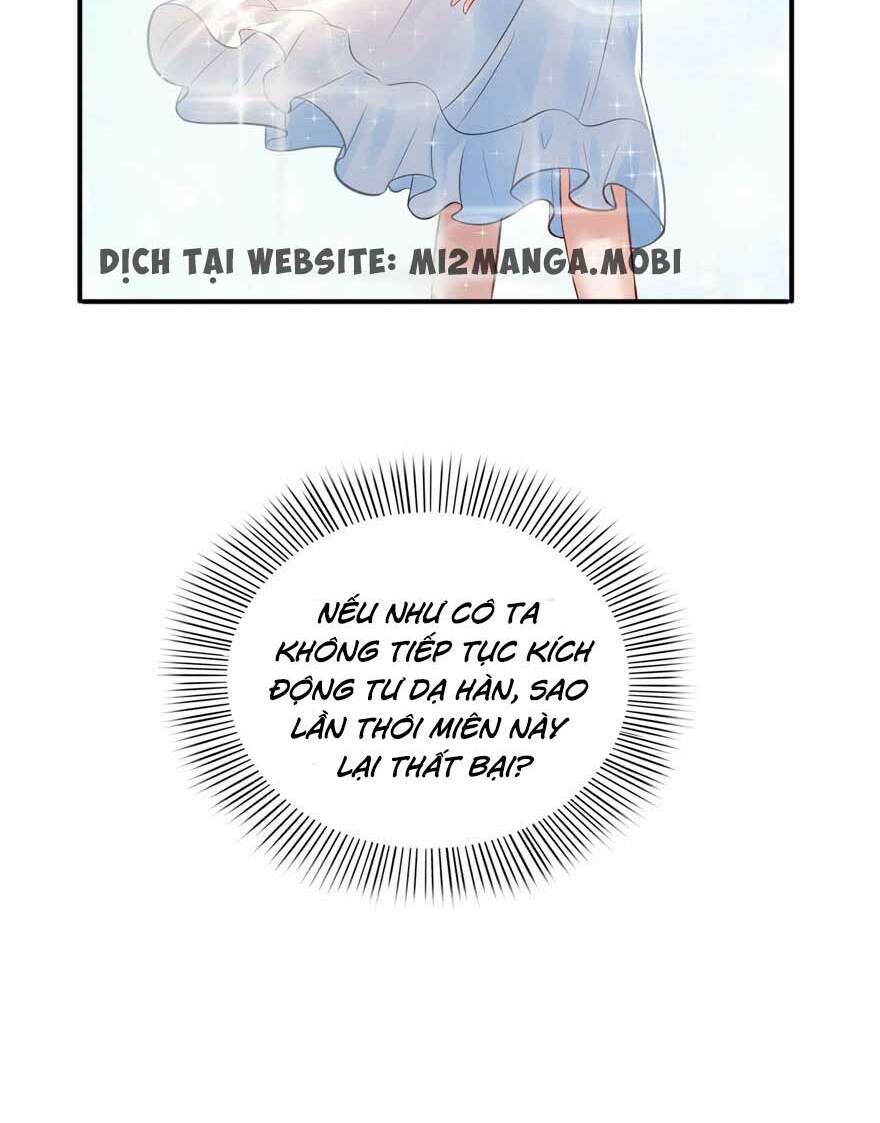 DỊCH TẠI WEBSITE: MI2MANGA.MOBI
NẾU NHƯ CÔ TA
KHÔNG TIẾP TỤC KÍCH
ĐỘNG TƯ DẠ HÀN, SAO
LẦN THÔI MIÊN NÀY
LẠI THẤT BẠI?